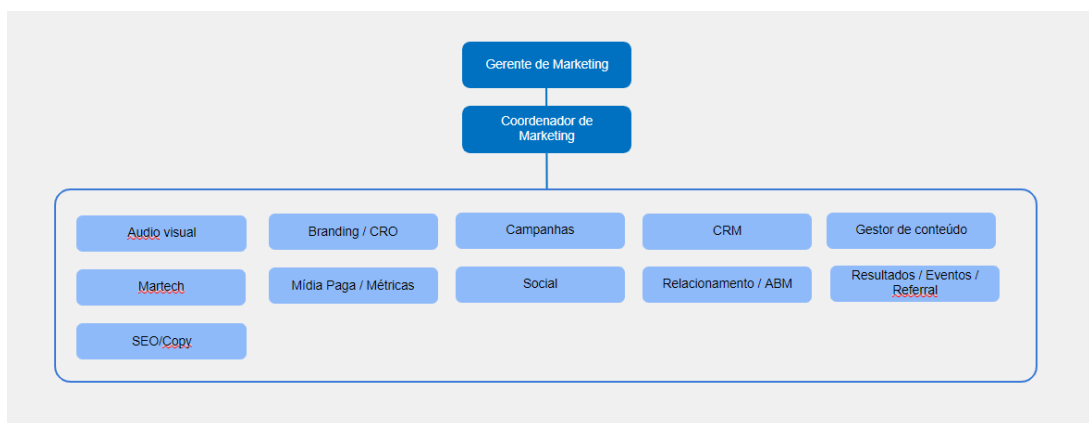 Gerente de Marketing
Coordenador de
Marketing
Audio visual
Branding / CRO
Campanhas
CRM
Gestor de conteúdo
Martech
Mídia Paga / Métricas
Social
Relacionamento / ABM
Resultados / Eventos /
Referral
SEO/Copy